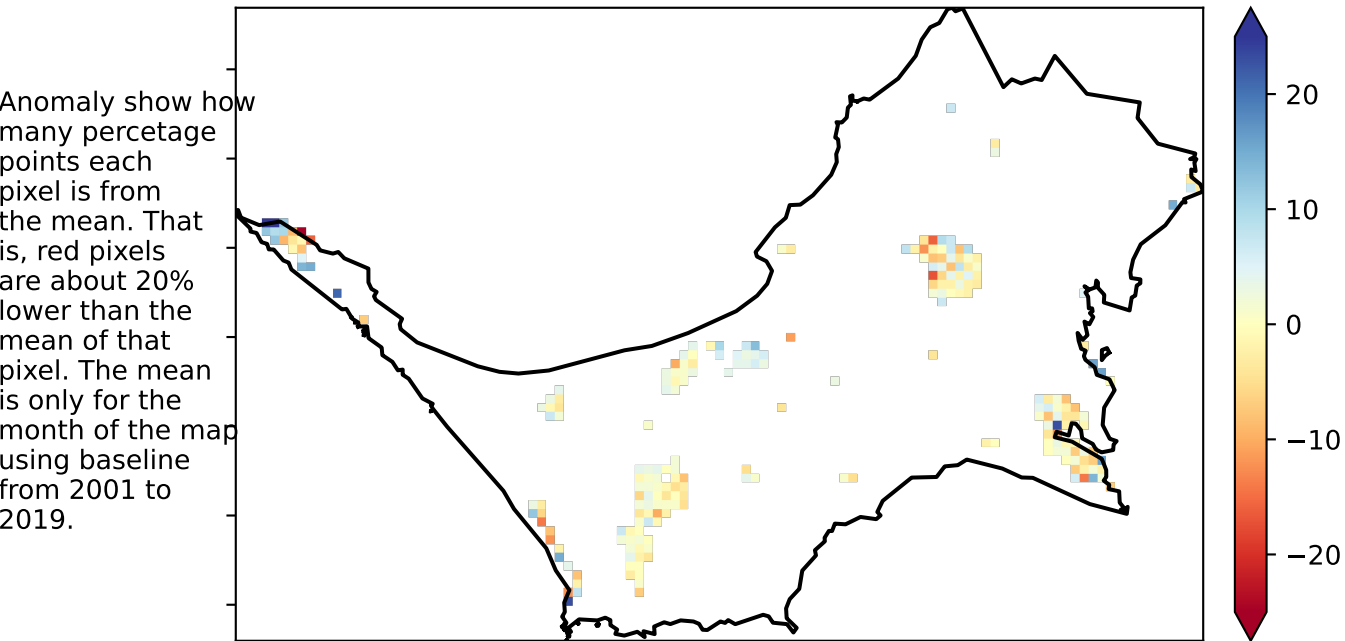 Anomaly show how
many percetage
points each
pixel is from
the mean. That
is, red pixels
are about 20%
lower than the
mean of that
pixel. The mean
is only for the
month of the map
using baseline
from 2001 to
2019.
20
10
0
−10
−20